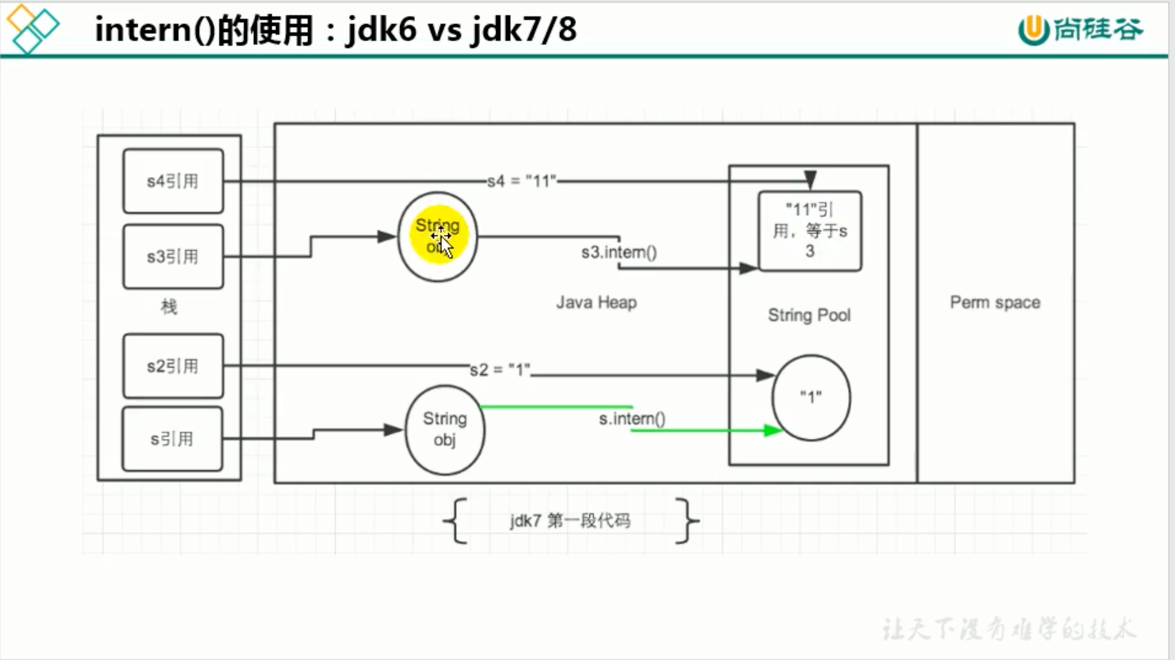 intern()的使用：jdk6 vs jdk7/8
尚硅谷
s4引用
s4 = "11"
"11"引
用，等于s
3
String
obj
s3引用
s3.intern()
栈
Java Heap
String Pool
Perm space
s2引用
s2 = "1"
"1"
String
obj
s.intern()
s引用
jdk7 第一段代码
让天下没有难学的技术